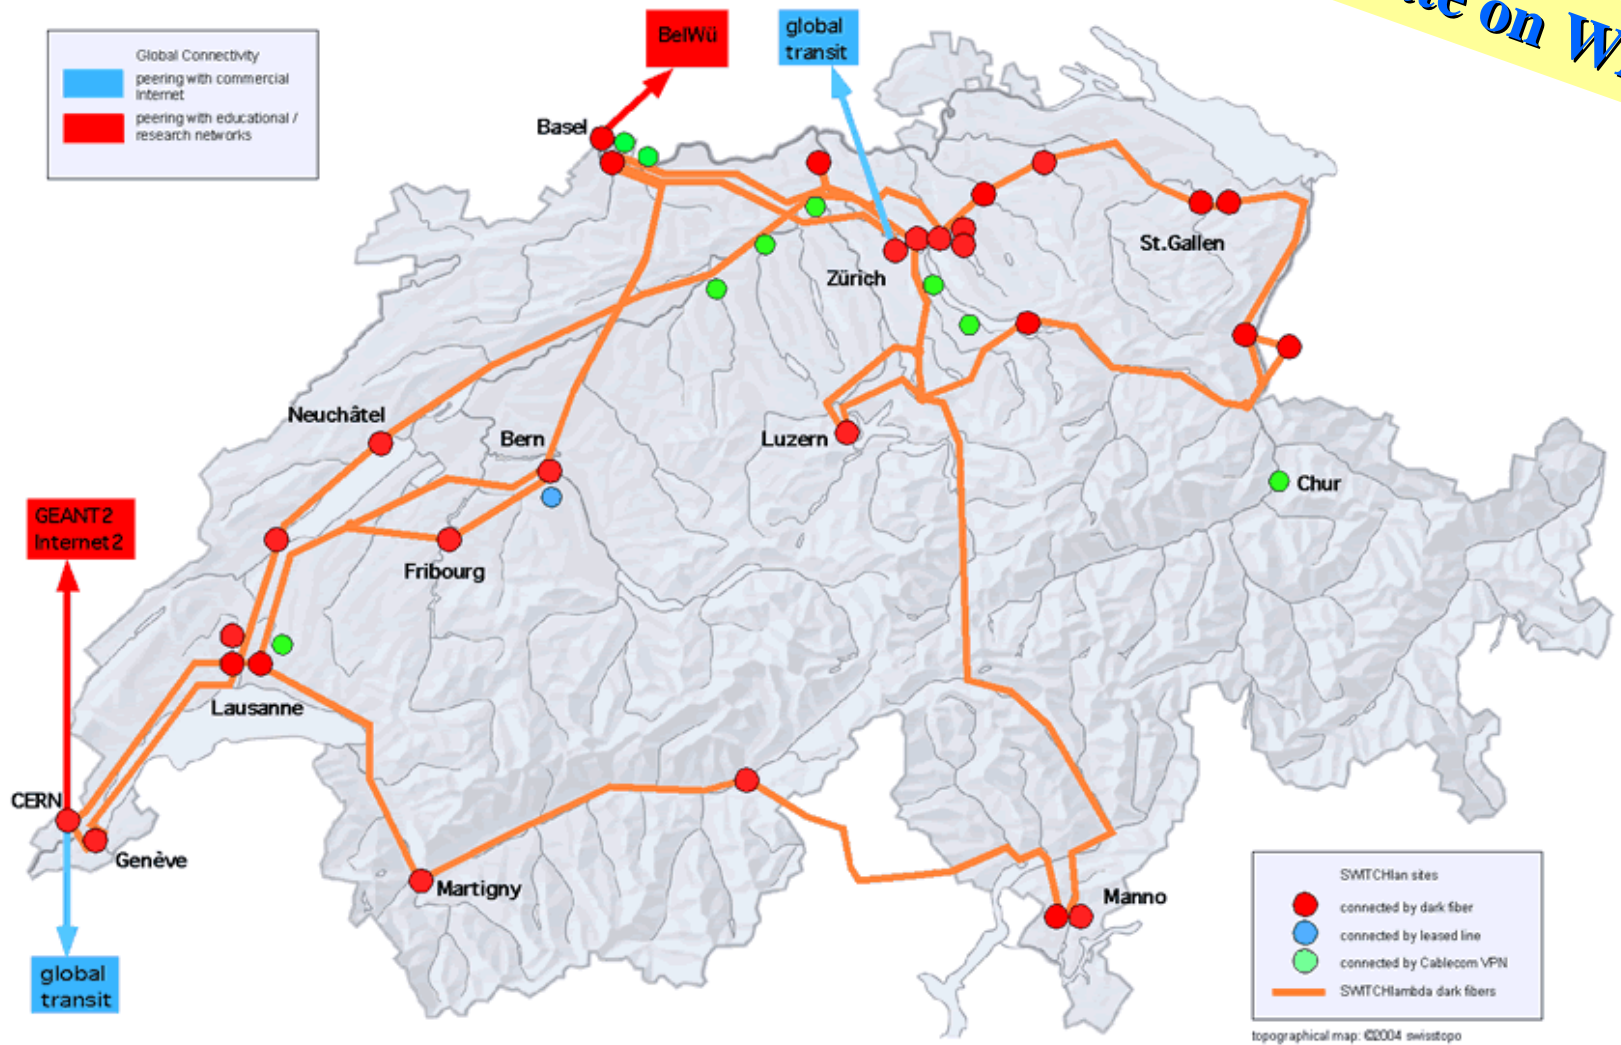 on
Global Connectivity
peering with commercial
Internet
peering with educational /
research networks
BelWü
global
transit
Basel
Zürich
St.Gallen
Neuchâtel
Bern
Luzern
Chur
GEANT2
Internet2
Fribourg
Lausanne
CERN
Genève
Martigny
Manno
global
transit
SWITCHlan sites
connected by dark fiber
connected by leased line
connected by Cablecom VPN
SWITCHlambda dark fibers
topographical map: ©2004 swisstopo